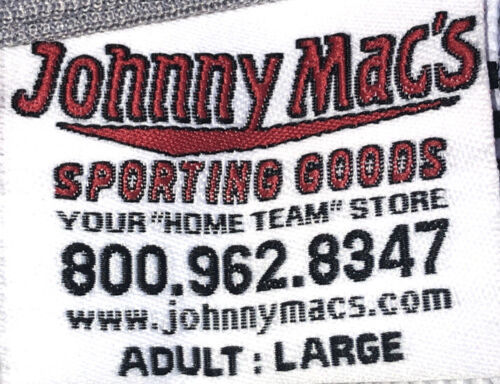 Johnny Mac's
SPORTING GOODS
YOUR "HOME TEAM" STORE
800.962.8347
www.johnnymacs.com
ADULT : LARGE